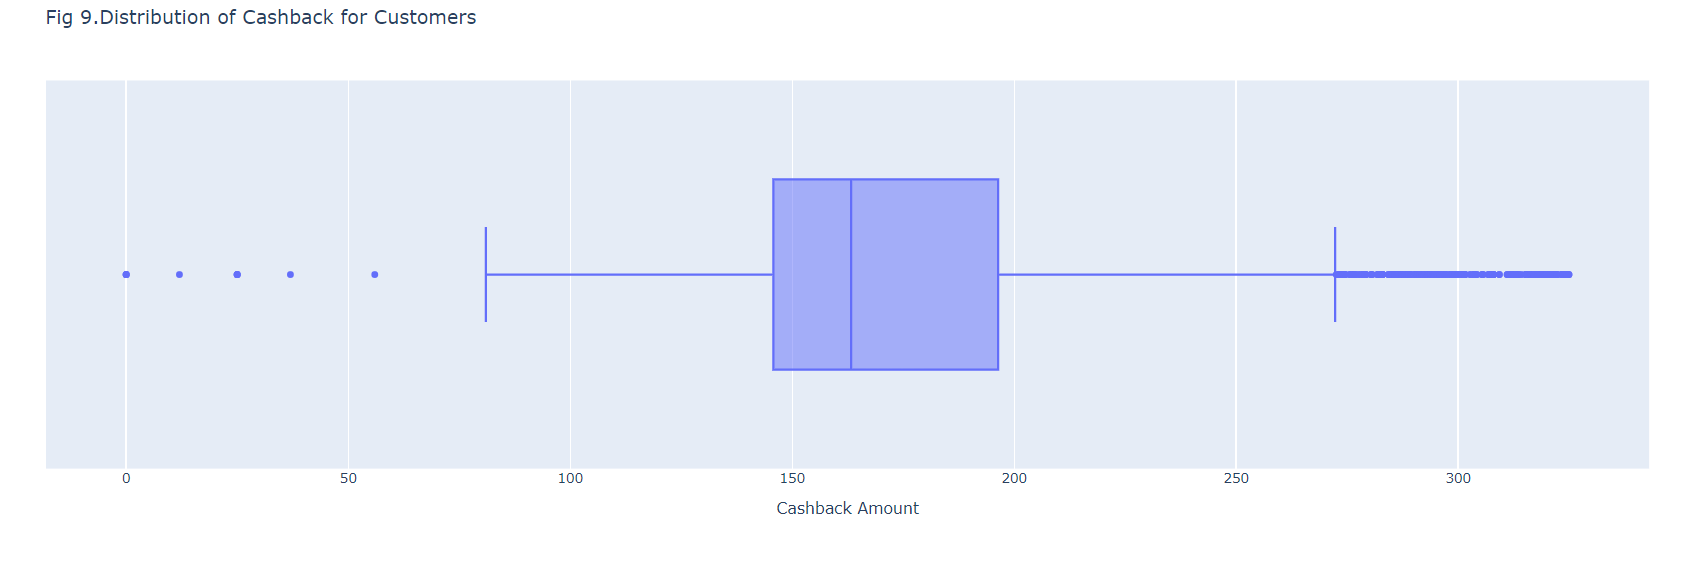 Fig 9.Distribution of Cashback for Customers
0 50 100 150 200 250 300
Cashback Amount